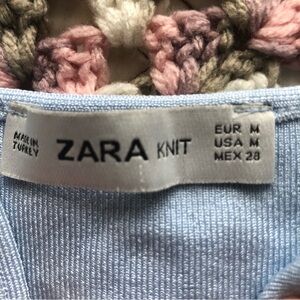 MADE IN
TURKEY
ZARA KNIT
EUR M
USA M
MEX 28